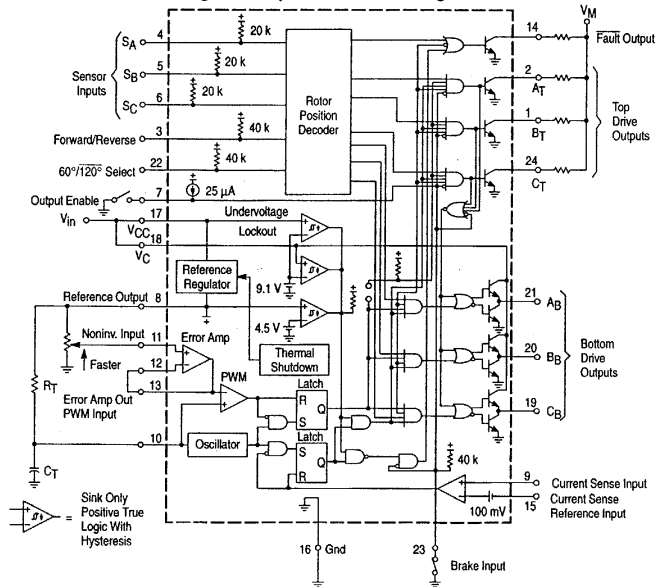 VM
14
Fault Output
4
SA
20 k
5
SB
20 k
Sensor
Inputs
6
SC
20 k
Rotor
Position
Decoder
2
AT
1
BT
Top
Drive
Outputs
24
CT
3
Forward/Reverse
40 k
22
60°/120° Select
40 k
7
Output Enable
25 µA
Vin
17
VCC
18
VC
Undervoltage
Lockout
Reference
Regulator
9.1 V
4.5 V
Reference Output
8
Thermal
Shutdown
21
AB
20
BB
Bottom
Drive
Outputs
19
CB
Noninv. Input
11
Error Amp
Faster
12
13
PWM
RT
Error Amp Out
PWM Input
Latch
R
Q
S
10
Oscillator
Latch
S
Q
R
CT
40 k
9
Current Sense Input
15
Current Sense
Reference Input
100 mV
Sink Only
Positive True
Logic With
Hysteresis
=
16
Gnd
23
Brake Input